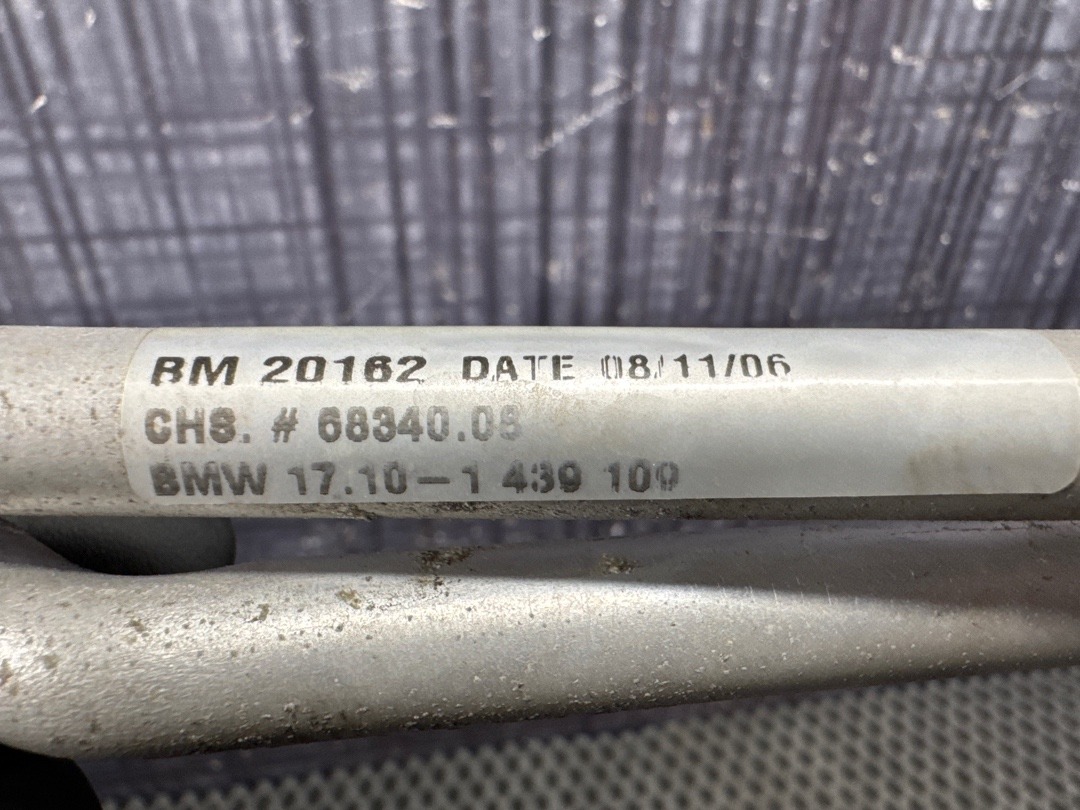 BM 20162 DATE 08/11/06
CHS. # 68340.08
BMW 17.10-1 439 109